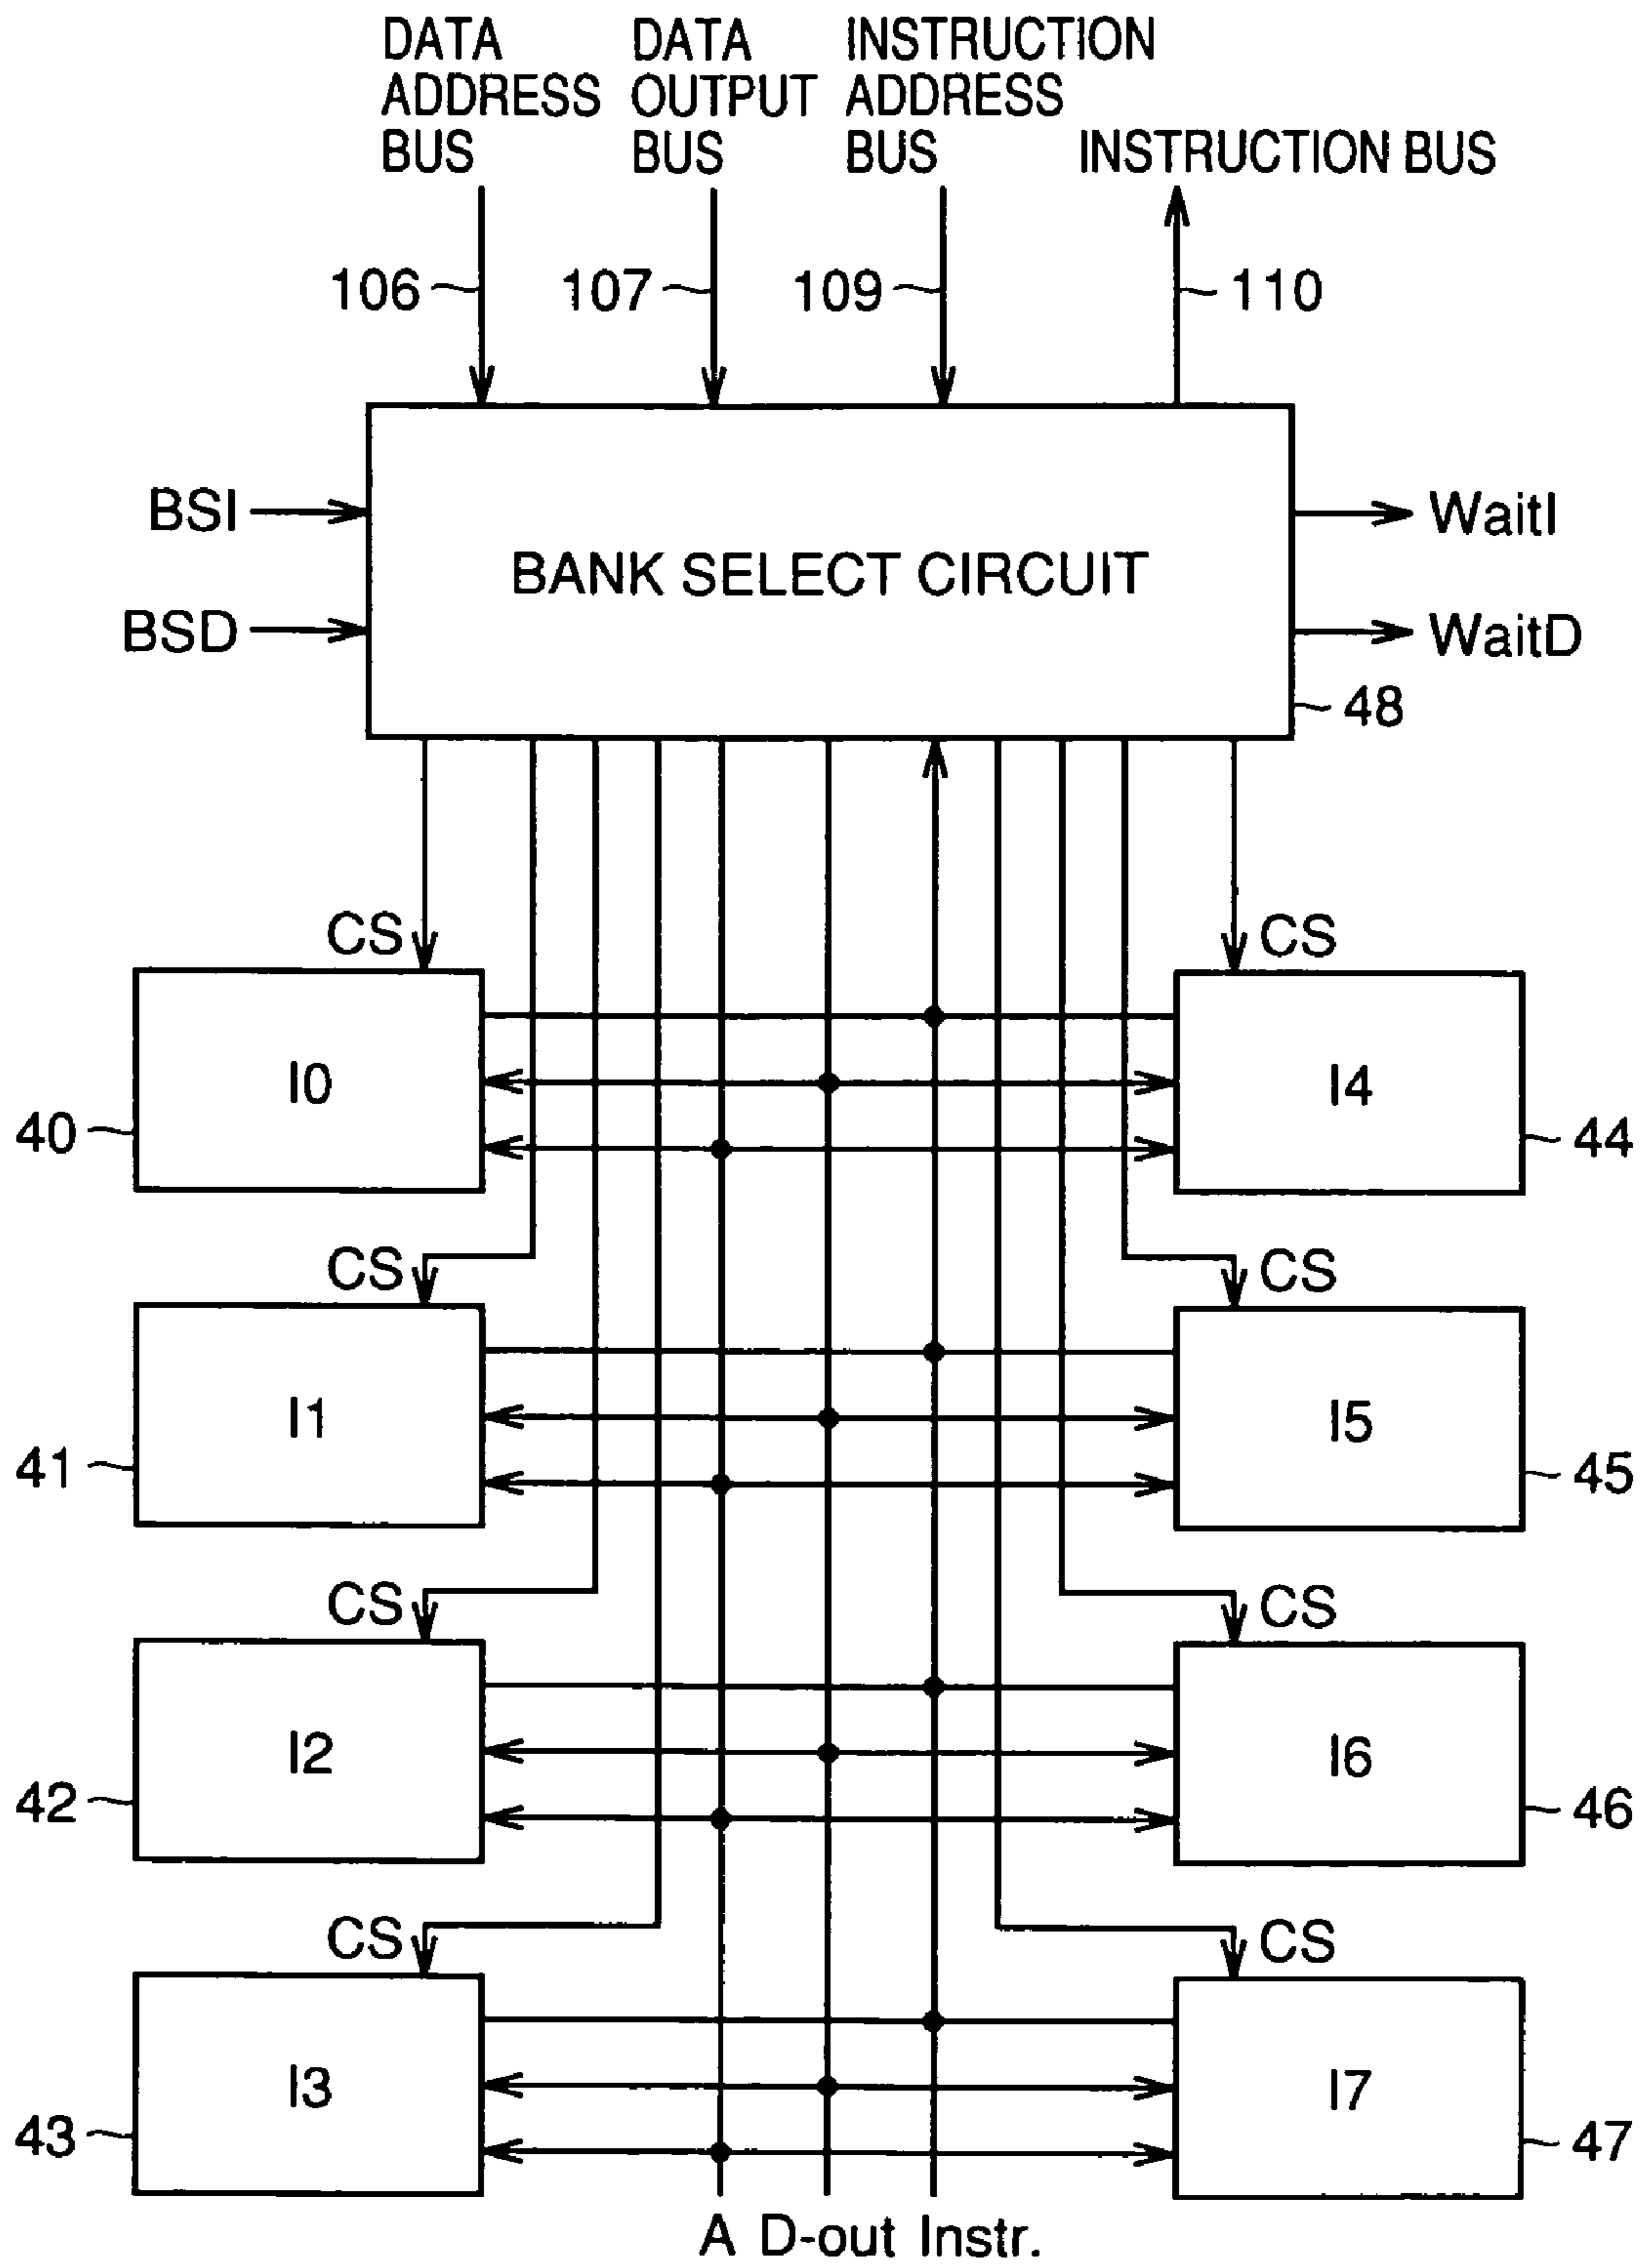 DATA
ADDRESS
BUS
DATA
OUTPUT
BUS
INSTRUCTION
ADDRESS
BUS
INSTRUCTION BUS
106
107
109
110
BSI
BSD
BANK SELECT CIRCUIT
WaitI
WaitD
48
CS
CS
I0
I4
40
44
CS
CS
I1
I5
41
45
CS
CS
I2
I6
42
46
CS
CS
I3
I7
43
47
A D-out Instr.